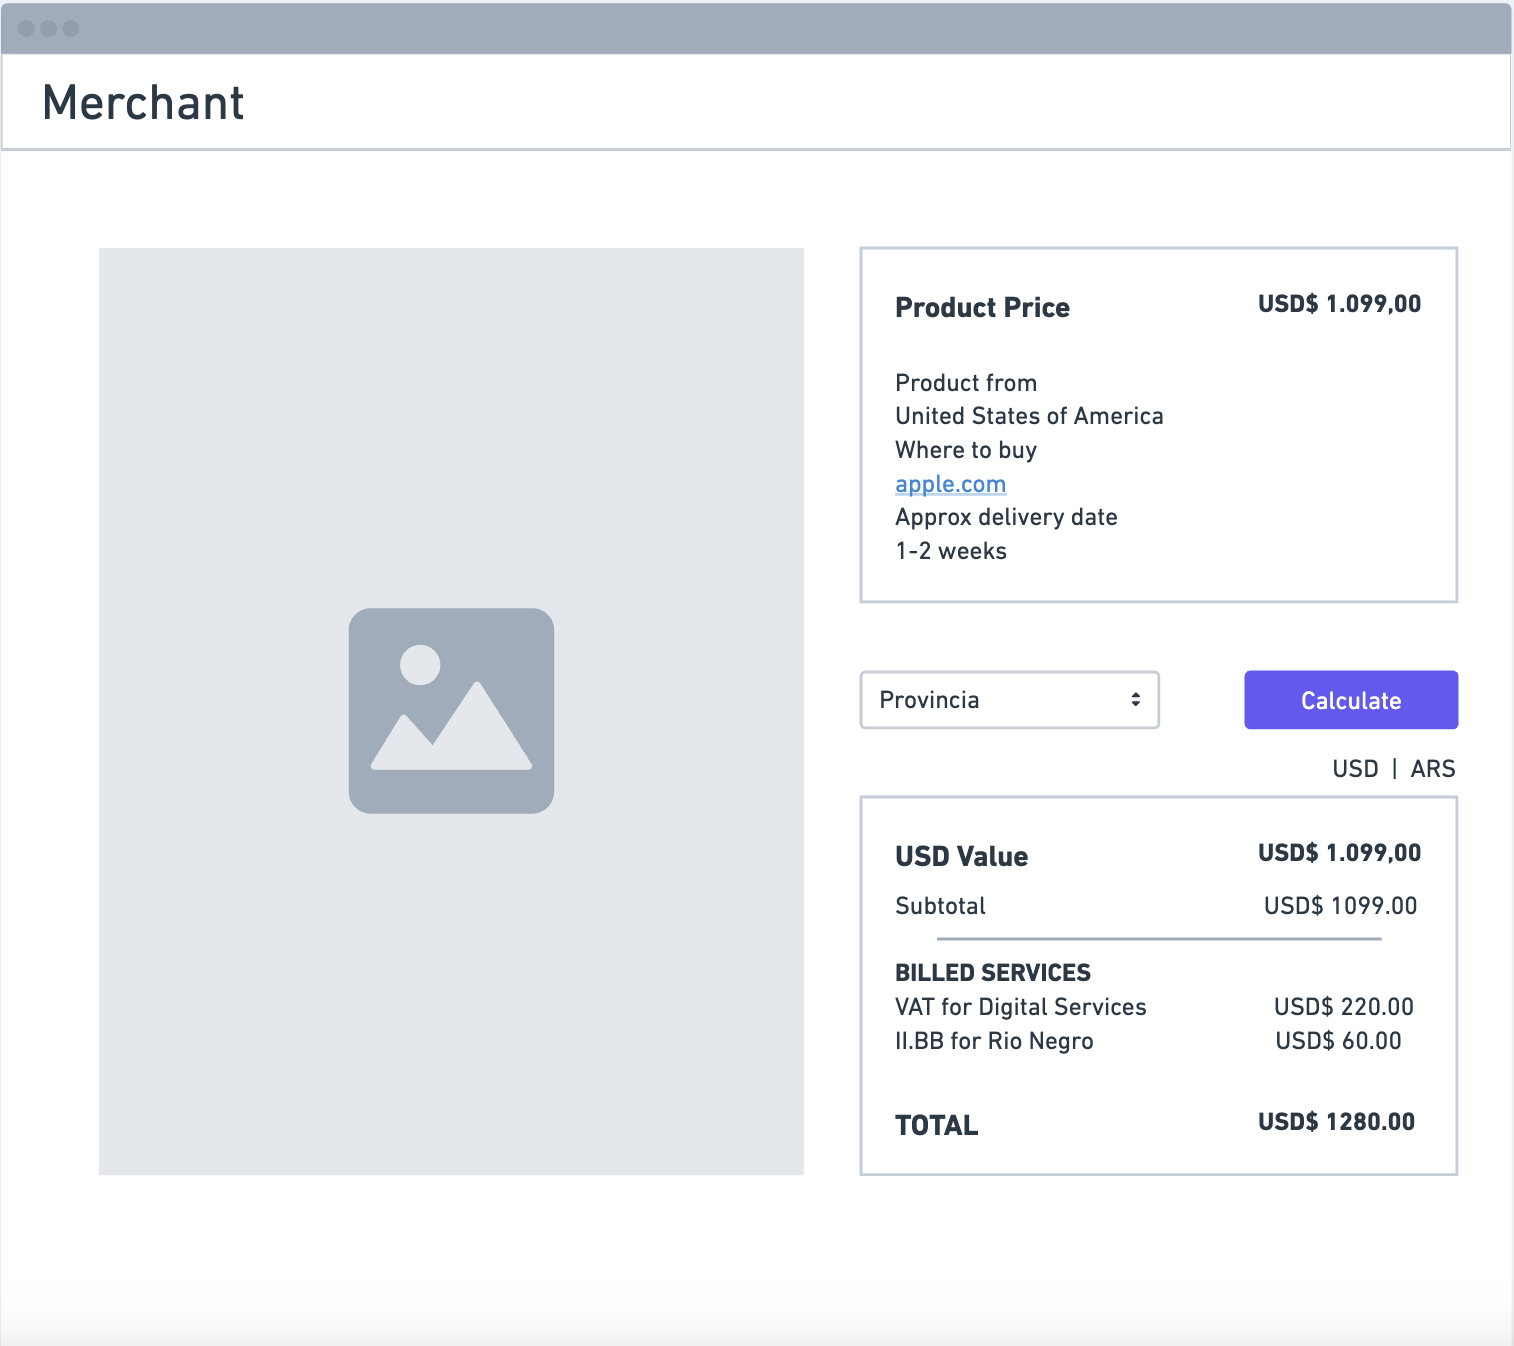 Merchant
Product Price USD$ 1.099,00
Product from
United States of America
Where to buy
apple.com
Approx delivery date
1-2 weeks
Provincia Calculate
USD | ARS
USD Value USD$ 1.099,00
Subtotal USD$ 1099.00
BILLED SERVICES
VAT for Digital Services USD$ 220.00
II.BB for Rio Negro USD$ 60.00
TOTAL USD$ 1280.00